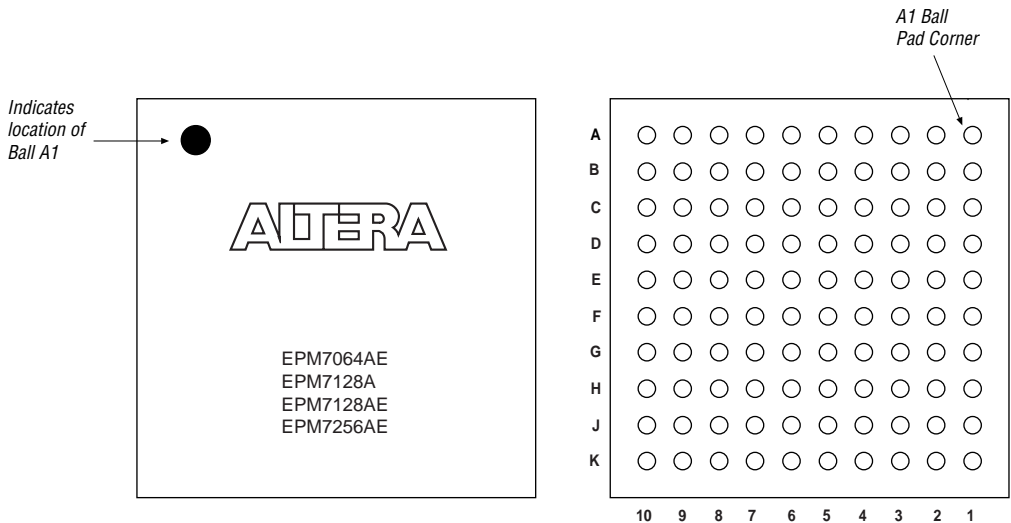 A1 Ball
Pad Corner
Indicates
location of
Ball A1
ALTERA
EPM7064AE
EPM7128A
EPM7128AE
EPM7256AE
A
B
C
D
E
F
G
H
J
K
10 9 8 7 6 5 4 3 2 1